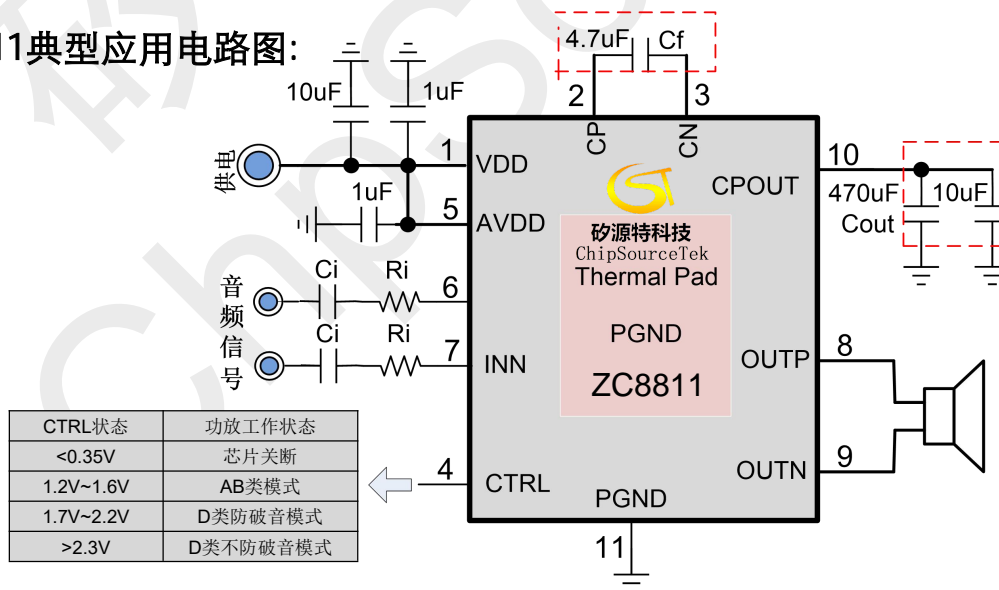 11典型应用电路图:
4.7uF
Cf
2
3
10uF
1uF
CP
CN
供电
1
VDD
10
CPOUT
1uF
5
AVDD
470uF
10uF
Cout
矽源特科技
ChipSourceTek
Thermal Pad
音频信号
Ci
Ri
6
PGND
Ci
Ri
7
INN
OUTP
8
ZC8811
CTRL状态 功放工作状态
<0.35V 芯片关断
1.2V~1.6V AB类模式
1.7V~2.2V D类防破音模式
>2.3V D类不防破音模式
4
CTRL
OUTN
9
PGND
11